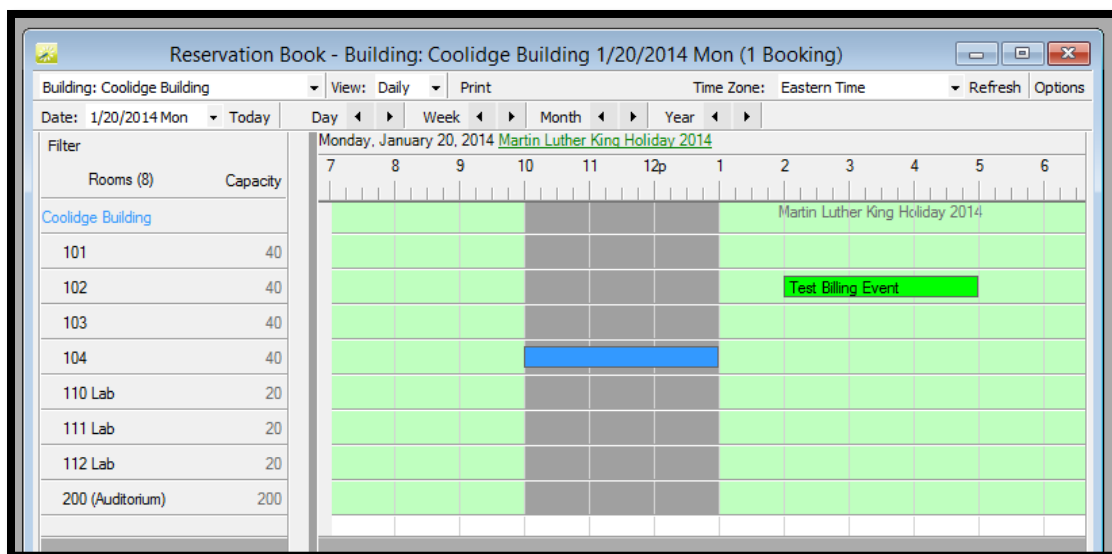 Reservation Book - Building: Coolidge Building 1/20/2014 Mon (1 Booking)
Building: Coolidge Building View: Daily Print Time Zone: Eastern Time Refresh Options
Date: 1/20/2014 Mon Today Day Week Month Year
Filter
Monday, January 20, 2014 Martin Luther King Holiday 2014
Rooms (8) Capacity
7 8 9 10 11 12p 1 2 3 4 5 6
Coolidge Building
Martin Luther King Holiday 2014
101 40
102 40 Test Billing Event
103 40
104 40
110 Lab 20
111 Lab 20
112 Lab 20
200 (Auditorium) 200